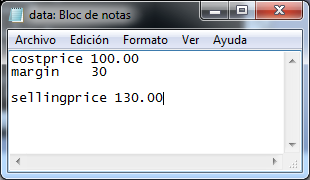 data: Bloc de notas
Archivo Edición Formato Ver Ayuda
costprice 100.00
margin    30

sellingprice 130.00